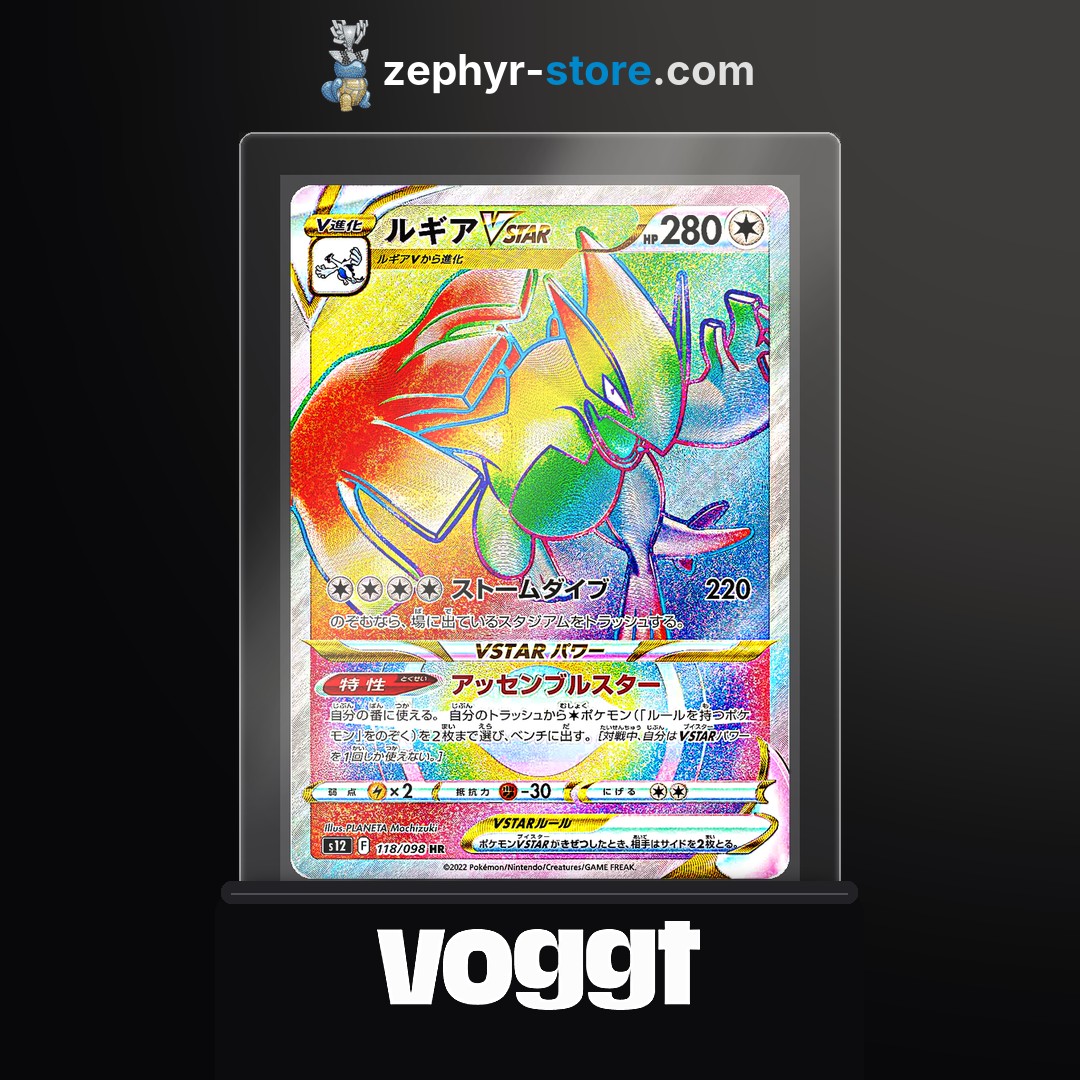 zephyr-store.com
V進化
ルギアVSTAR
HP 280
ルギアVから進化
ストームダイブ 220
のぞむなら、場に出ているスタジアムをトラッシュする。
VSTARパワー
特性 アッセンブルスター
自分の番に使える。自分のトラッシュから ポケモン(「ルールを持つポケ
モン」をのぞく)を2枚まで選び、ベンチに出す。[対戦中、自分はVSTARパワー
を1回しか使えない。]
弱点 ×2 抵抗力 -30 にげる
VSTARルール
ポケモンVSTARがきぜつしたとき、相手はサイドを2枚とる。
Illus. PLANETA Mochizuki
s12 F 118/098 HR
©2022 Pokémon/Nintendo/Creatures/GAME FREAK.
voggt